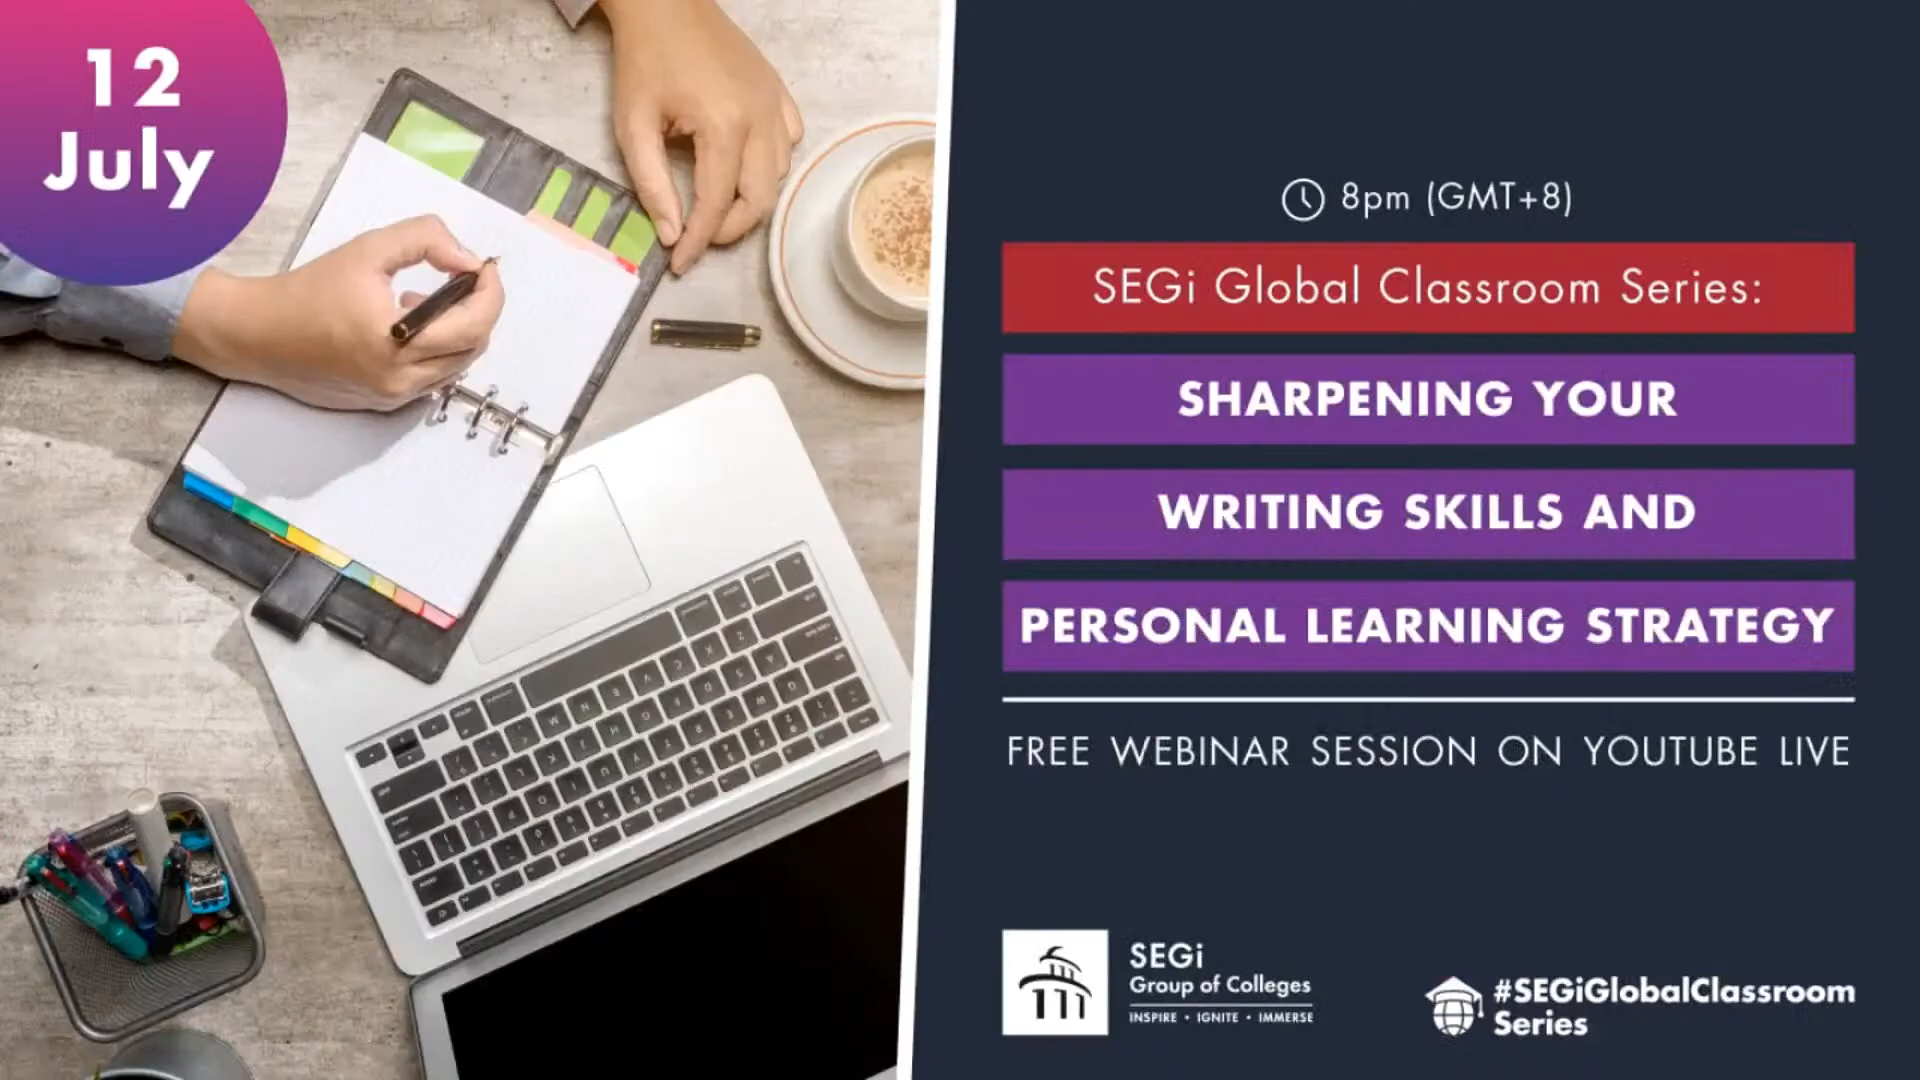 12
July
8pm (GMT+8)
SEGi Global Classroom Series:
SHARPENING YOUR
WRITING SKILLS AND
PERSONAL LEARNING STRATEGY
FREE WEBINAR SESSION ON YOUTUBE LIVE
SEGi
Group of Colleges
INSPIRE • IGNITE • IMMERSE
#SEGiGlobalClassroom
Series